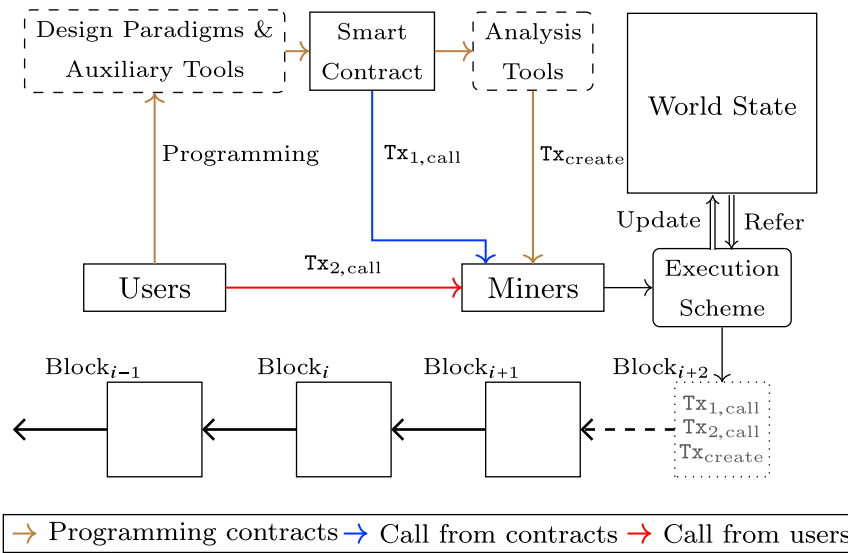 Design Paradigms &
Auxiliary Tools
Smart
Contract
Analysis
Tools
World State
Programming
Tx1,call
Txcreate
Update
Refer
Users
Tx2,call
Miners
Execution
Scheme
Blocki−1
Blocki
Blocki+1
Blocki+2
Tx1,call
Tx2,call
Txcreate
Programming contracts
Call from contracts
Call from users